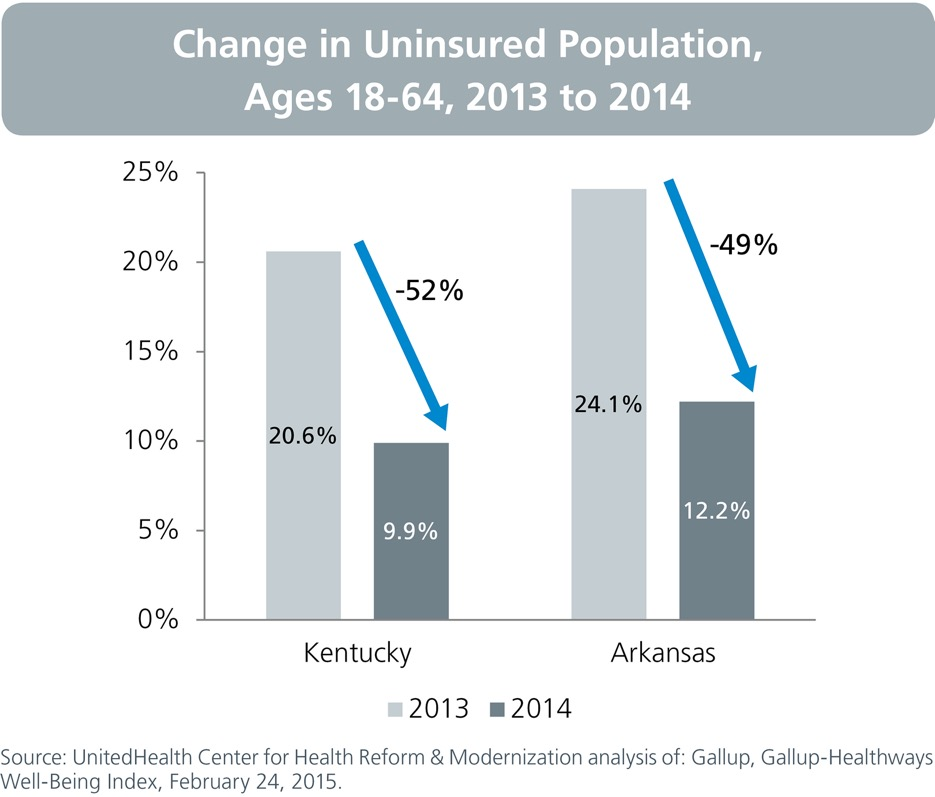 Change in Uninsured Population,
Ages 18-64, 2013 to 2014
25%
20%
15%
10%
5%
0%
20.6%
-52%
9.9%
24.1%
-49%
12.2%
Kentucky
Arkansas
2013
2014
Source: UnitedHealth Center for Health Reform & Modernization analysis of: Gallup, Gallup-Healthways
Well-Being Index, February 24, 2015.